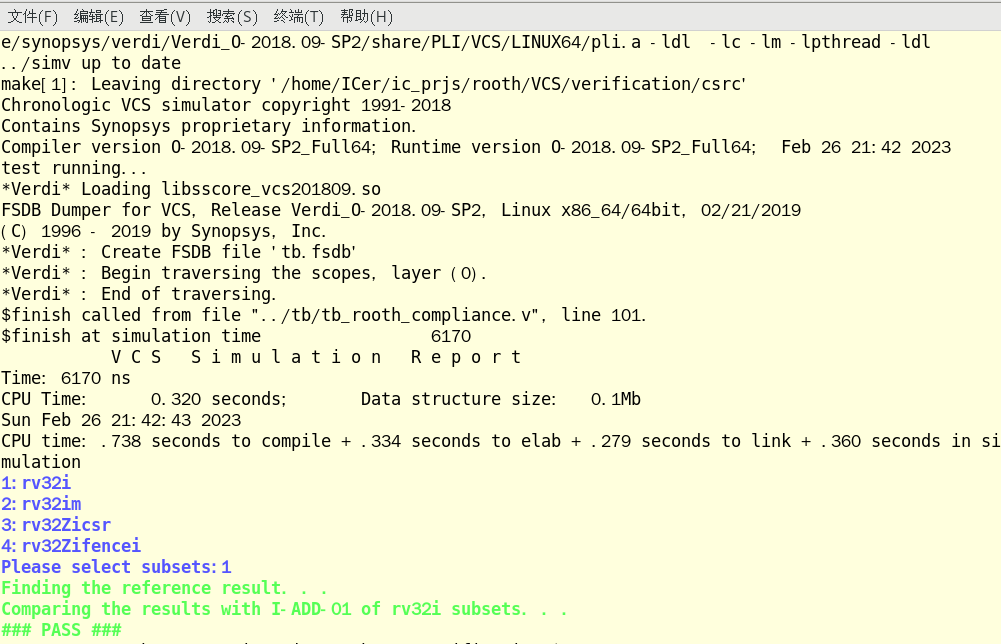 文件(F) 编辑(E) 查看(V) 搜索(S) 终端(T) 帮助(H)
e/synopsys/verdi/Verdi_O-2018.09-SP2/share/PLI/VCS/LINUX64/pli.a -ldl  -lc -lm -lpthread -ldl
../simv up to date
make[1]: Leaving directory '/home/ICer/ic_prjs/rooth/VCS/verification/csrc'
Chronologic VCS simulator copyright 1991-2018
Contains Synopsys proprietary information.
Compiler version O-2018.09-SP2_Full64; Runtime version O-2018.09-SP2_Full64;  Feb 26 21:42 2023
test running...
*Verdi* Loading libsscore_vcs201809.so
FSDB Dumper for VCS, Release Verdi_O-2018.09-SP2, Linux x86_64/64bit, 02/21/2019
(C) 1996 - 2019 by Synopsys, Inc.
*Verdi* : Create FSDB file 'tb.fsdb'
*Verdi* : Begin traversing the scopes, layer (0).
*Verdi* : End of traversing.
$finish called from file "../tb/tb_rooth_compliance.v", line 101.
$finish at simulation time                 6170
           V C S   S i m u l a t i o n   R e p o r t
Time: 6170 ns
CPU Time:      0.320 seconds;       Data structure size:   0.1Mb
Sun Feb 26 21:42:43 2023
CPU time: .738 seconds to compile + .334 seconds to elab + .279 seconds to link + .360 seconds in si
mulation
1:rv32i
2:rv32im
3:rv32Zicsr
4:rv32Zifencei
Please select subsets:1
Finding the reference result. . .
Comparing the results with I-ADD-01 of rv32i subsets. . .
### PASS ###